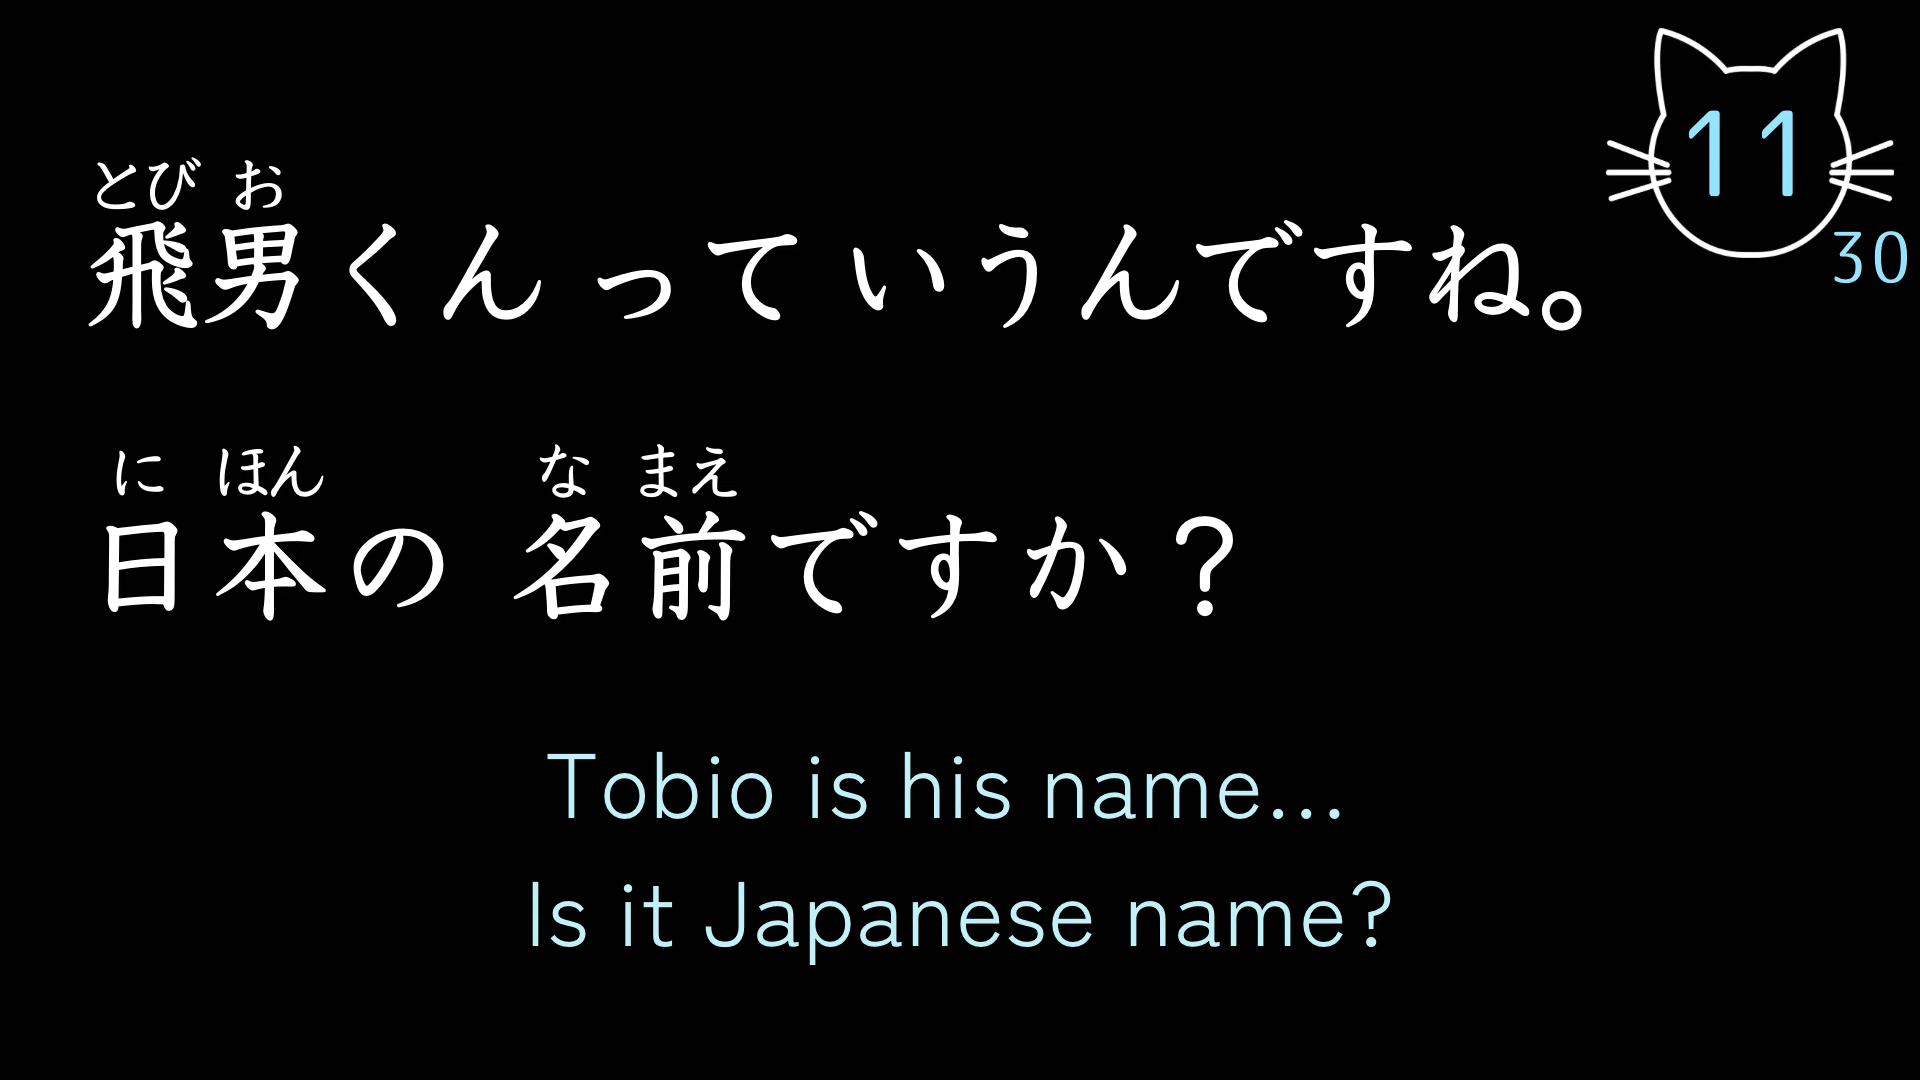 11
30
とび お
飛男くん って いうんですね。
に ほん な まえ
日本の 名前ですか？
Tobio is his name...
Is it Japanese name?